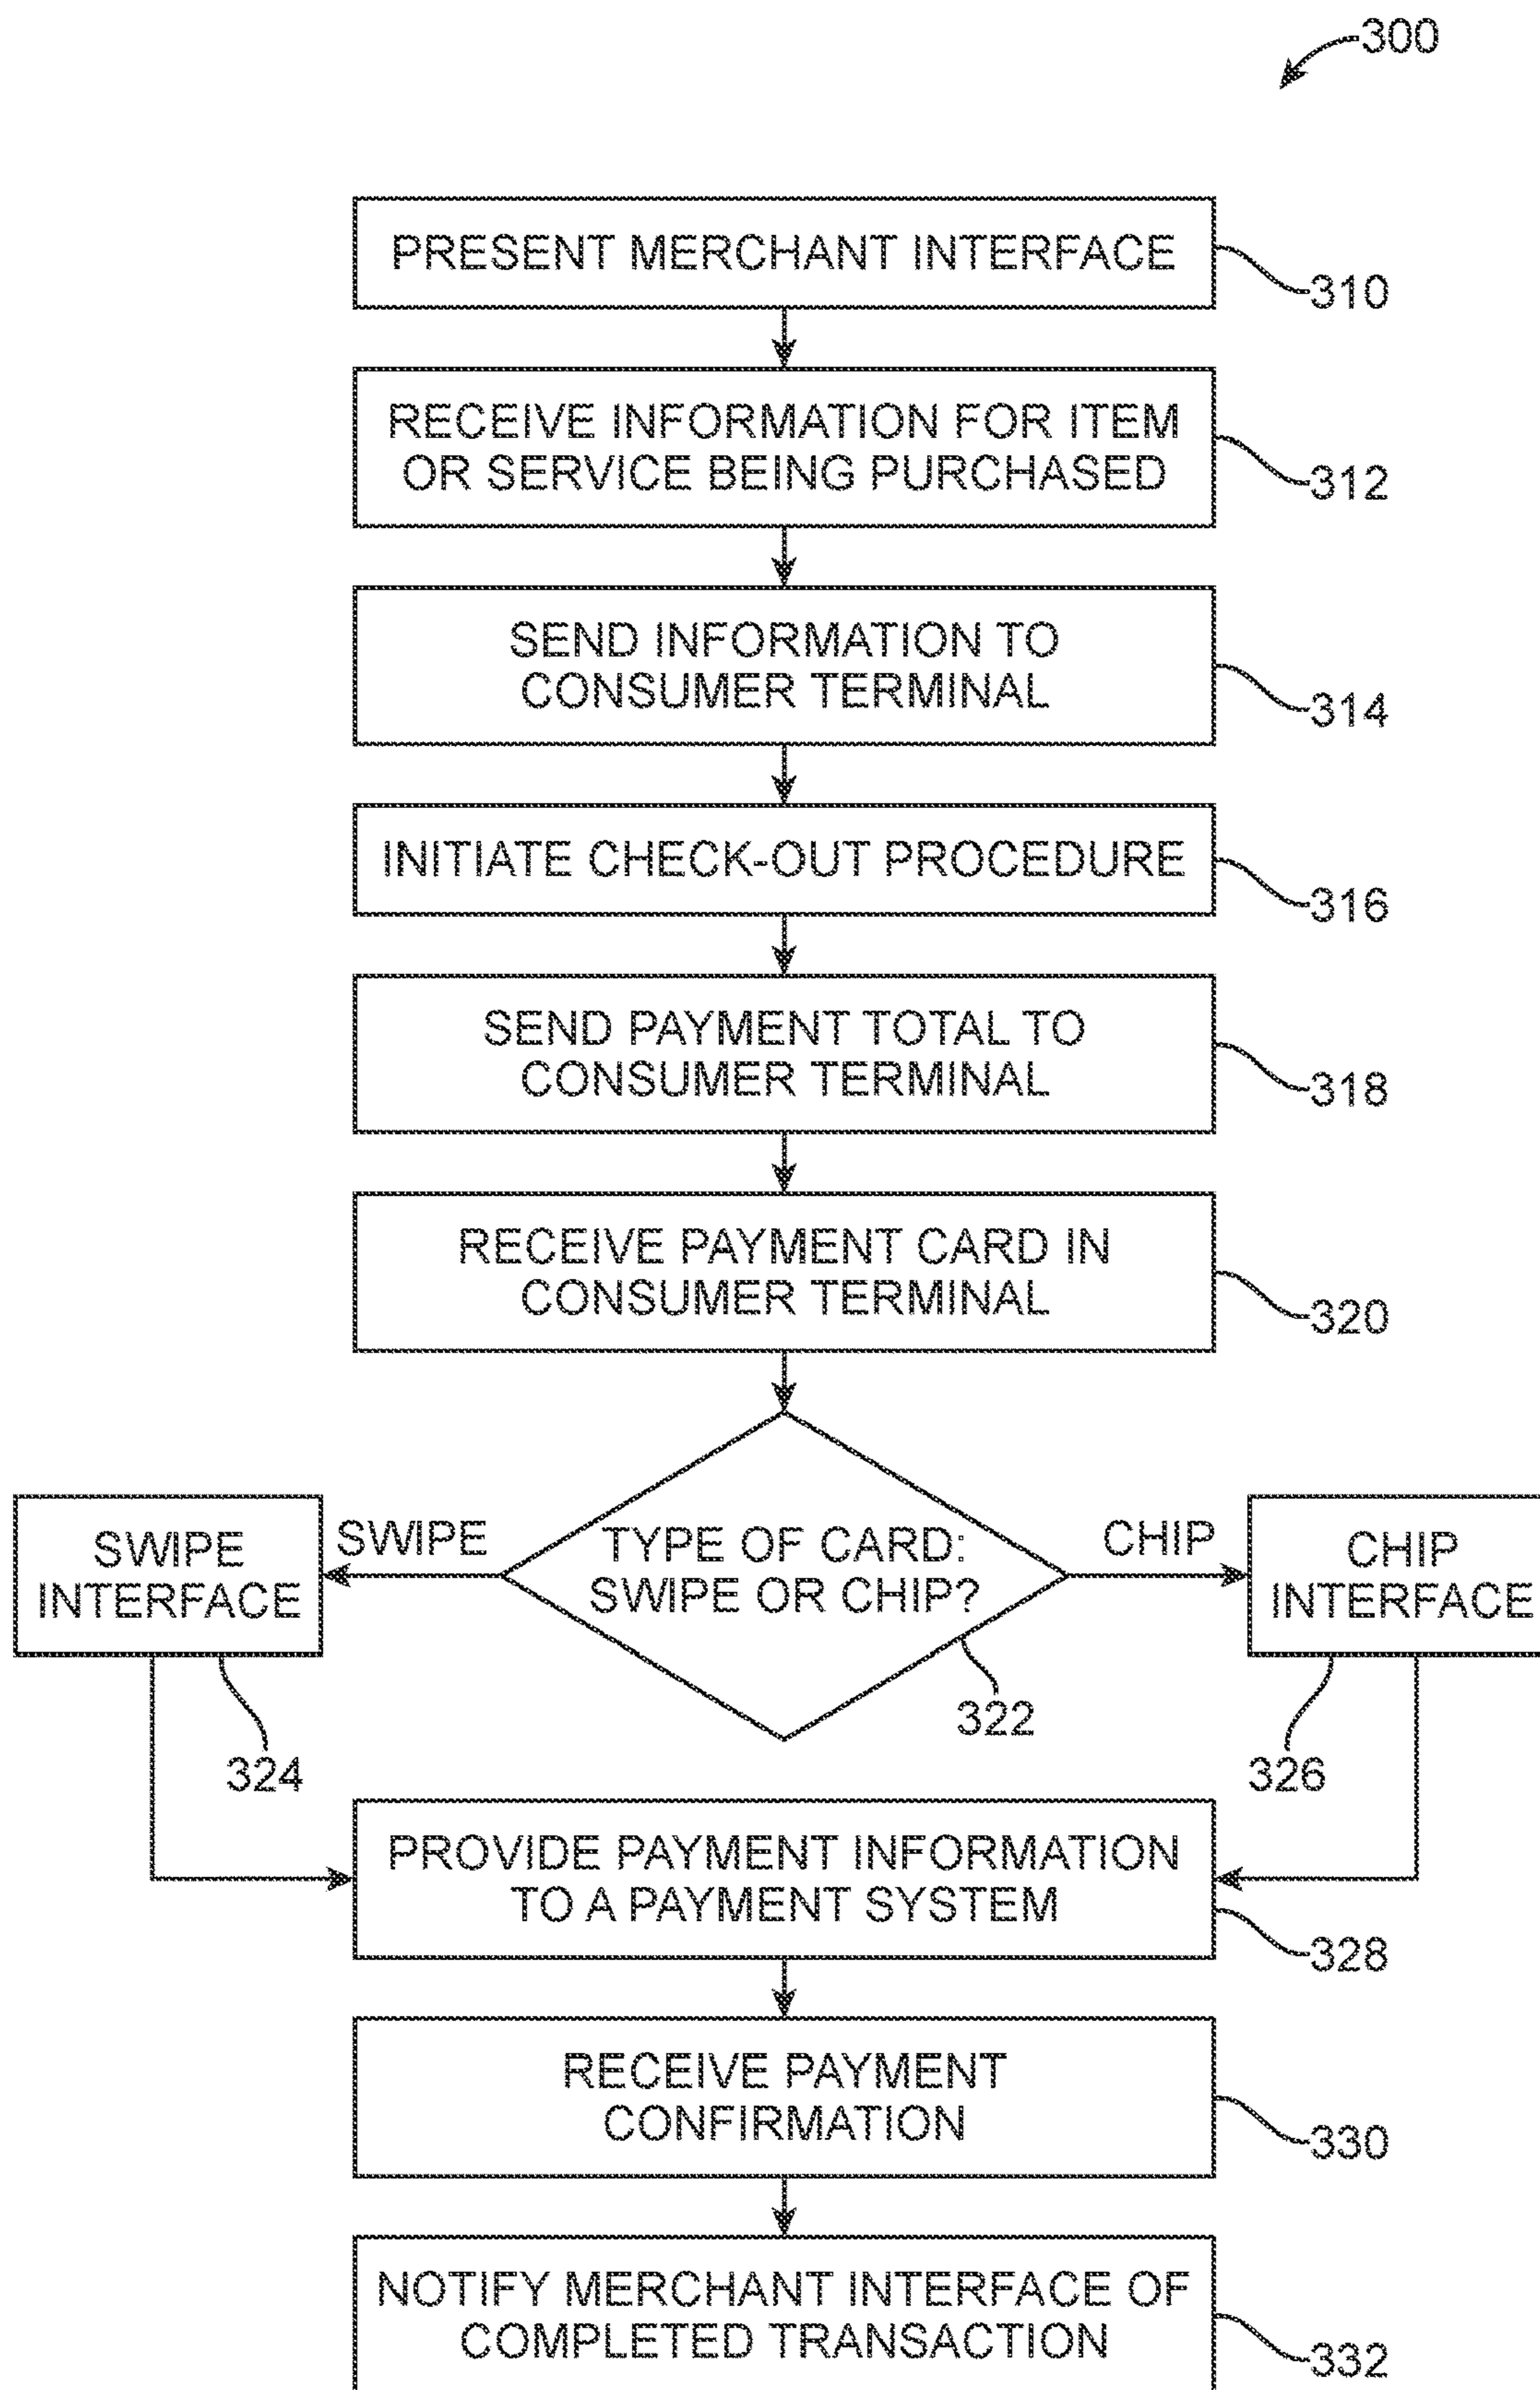 300
PRESENT MERCHANT INTERFACE
310
RECEIVE INFORMATION FOR ITEM
OR SERVICE BEING PURCHASED
312
SEND INFORMATION TO
CONSUMER TERMINAL
314
INITIATE CHECK-OUT PROCEDURE
316
SEND PAYMENT TOTAL TO
CONSUMER TERMINAL
318
RECEIVE PAYMENT CARD IN
CONSUMER TERMINAL
320
SWIPE
INTERFACE
324
SWIPE
TYPE OF CARD:
SWIPE OR CHIP?
322
CHIP
CHIP
INTERFACE
326
PROVIDE PAYMENT INFORMATION
TO A PAYMENT SYSTEM
328
RECEIVE PAYMENT
CONFIRMATION
330
NOTIFY MERCHANT INTERFACE OF
COMPLETED TRANSACTION
332